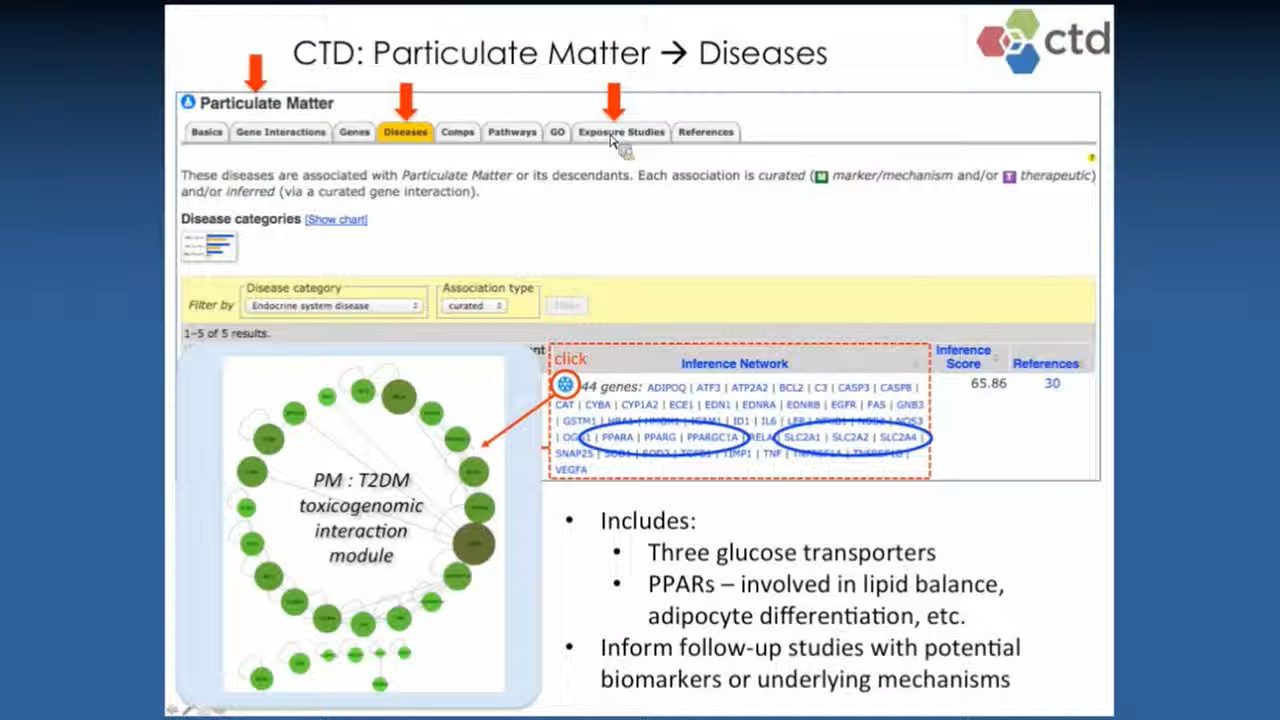 CTD: Particulate Matter → Diseases
ctd
Particulate Matter
Basics Gene Interactions Genes Diseases Comps Pathways GO Exposure Studies References
These diseases are associated with Particulate Matter or its descendants. Each association is curated (M marker/mechanism and/or T therapeutic)
and/or inferred (via a curated gene interaction).
Disease categories [Show chart]
Disease category
Association type
Filter by Endocrine system disease curated Filter
1–5 of 5 results.
click
Inference Network
Inference
Score
References
44 genes: ADIPOQ | ATF3 | ATP2A2 | BCL2 | C3 | CASP3 | CASP8 |
65.86
30
CAT | CYBA | CYP1A2 | ECE1 | EDN1 | EDNRA | EDNRB | EGFR | FAS | GNB3
| GSTM1 | ID1 | IL6 |
| PPARA | PPARG | PPARGC1A | RELA SLC2A1 | SLC2A2 | SLC2A4 |
SNAP25 | TIMP1 | TNF |
VEGFA
PM : T2DM
toxicogenomic
interaction
module
• Includes:
• Three glucose transporters
• PPARs – involved in lipid balance,
adipocyte differentiation, etc.
• Inform follow-up studies with potential
biomarkers or underlying mechanisms